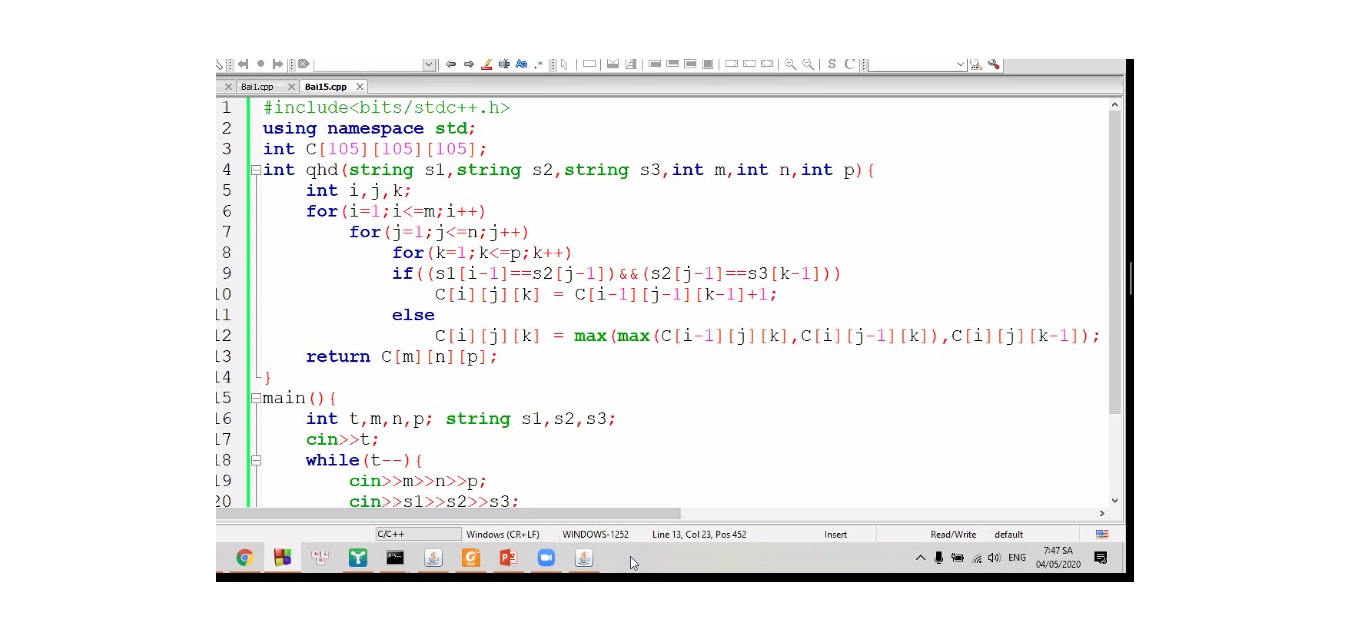 Bai1.cpp Bai15.cpp
1 #include<bits/stdc++.h>
2 using namespace std;
3 int C[105][105][105];
4 int qhd(string s1,string s2,string s3,int m,int n,int p){
5 int i,j,k;
6 for(i=1;i<=m;i++)
7 for(j=1;j<=n;j++)
8 for(k=1;k<=p;k++)
9 if((s1[i-1]==s2[j-1])&&(s2[j-1]==s3[k-1]))
10 C[i][j][k] = C[i-1][j-1][k-1]+1;
11 else
12 C[i][j][k] = max(max(C[i-1][j][k],C[i][j-1][k]),C[i][j][k-1]);
13 return C[m][n][p];
14 }
15 main(){
16 int t,m,n,p; string s1,s2,s3;
17 cin>>t;
18 while(t--){
19 cin>>m>>n>>p;
20 cin>>s1>>s2>>s3;
C/C++ Windows (CR+LF) WINDOWS-1252 Line 13, Col 23, Pos 452 Insert Read/Write default
ENG 7:47 SA
04/05/2020